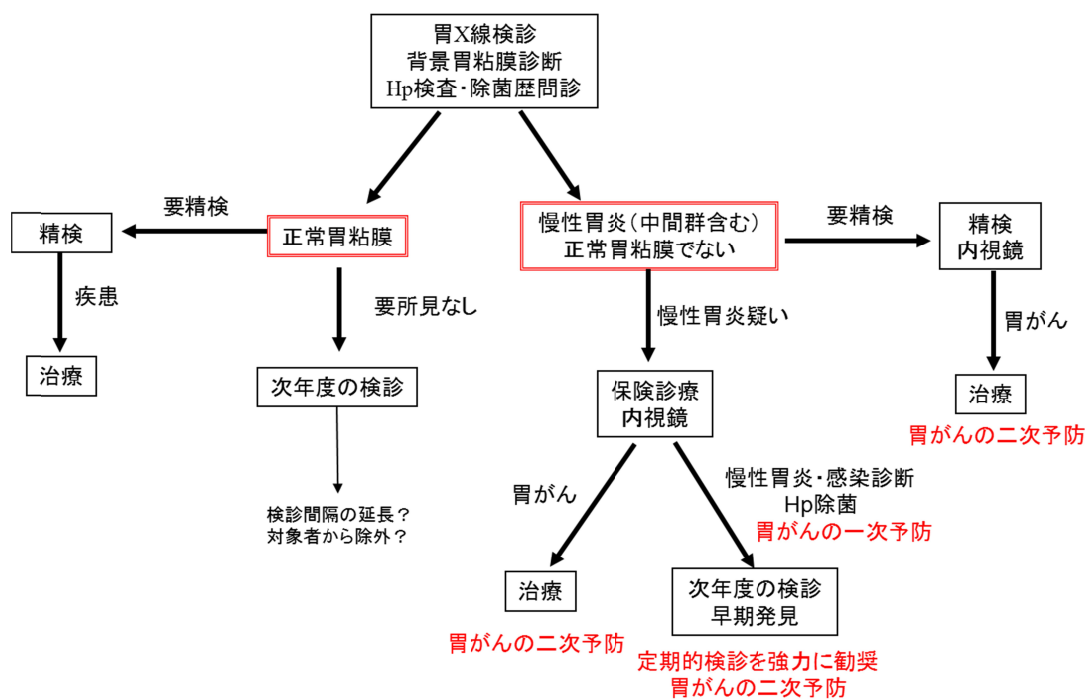 胃X線検診
背景胃粘膜診断
Hp検査・除菌歴問診
要精検
精検
正常胃粘膜
慢性胃炎(中間群含む)
正常胃粘膜でない
要精検
精検
内視鏡
疾患
要所見なし
慢性胃炎疑い
胃がん
治療
次年度の検診
保険診療
内視鏡
治療
胃がんの二次予防
検診間隔の延長?
対象者から除外?
胃がん
慢性胃炎・感染診断
Hp除菌
胃がんの一次予防
治療
胃がんの二次予防
次年度の検診
早期発見
定期的検診を強力に勧奨
胃がんの二次予防